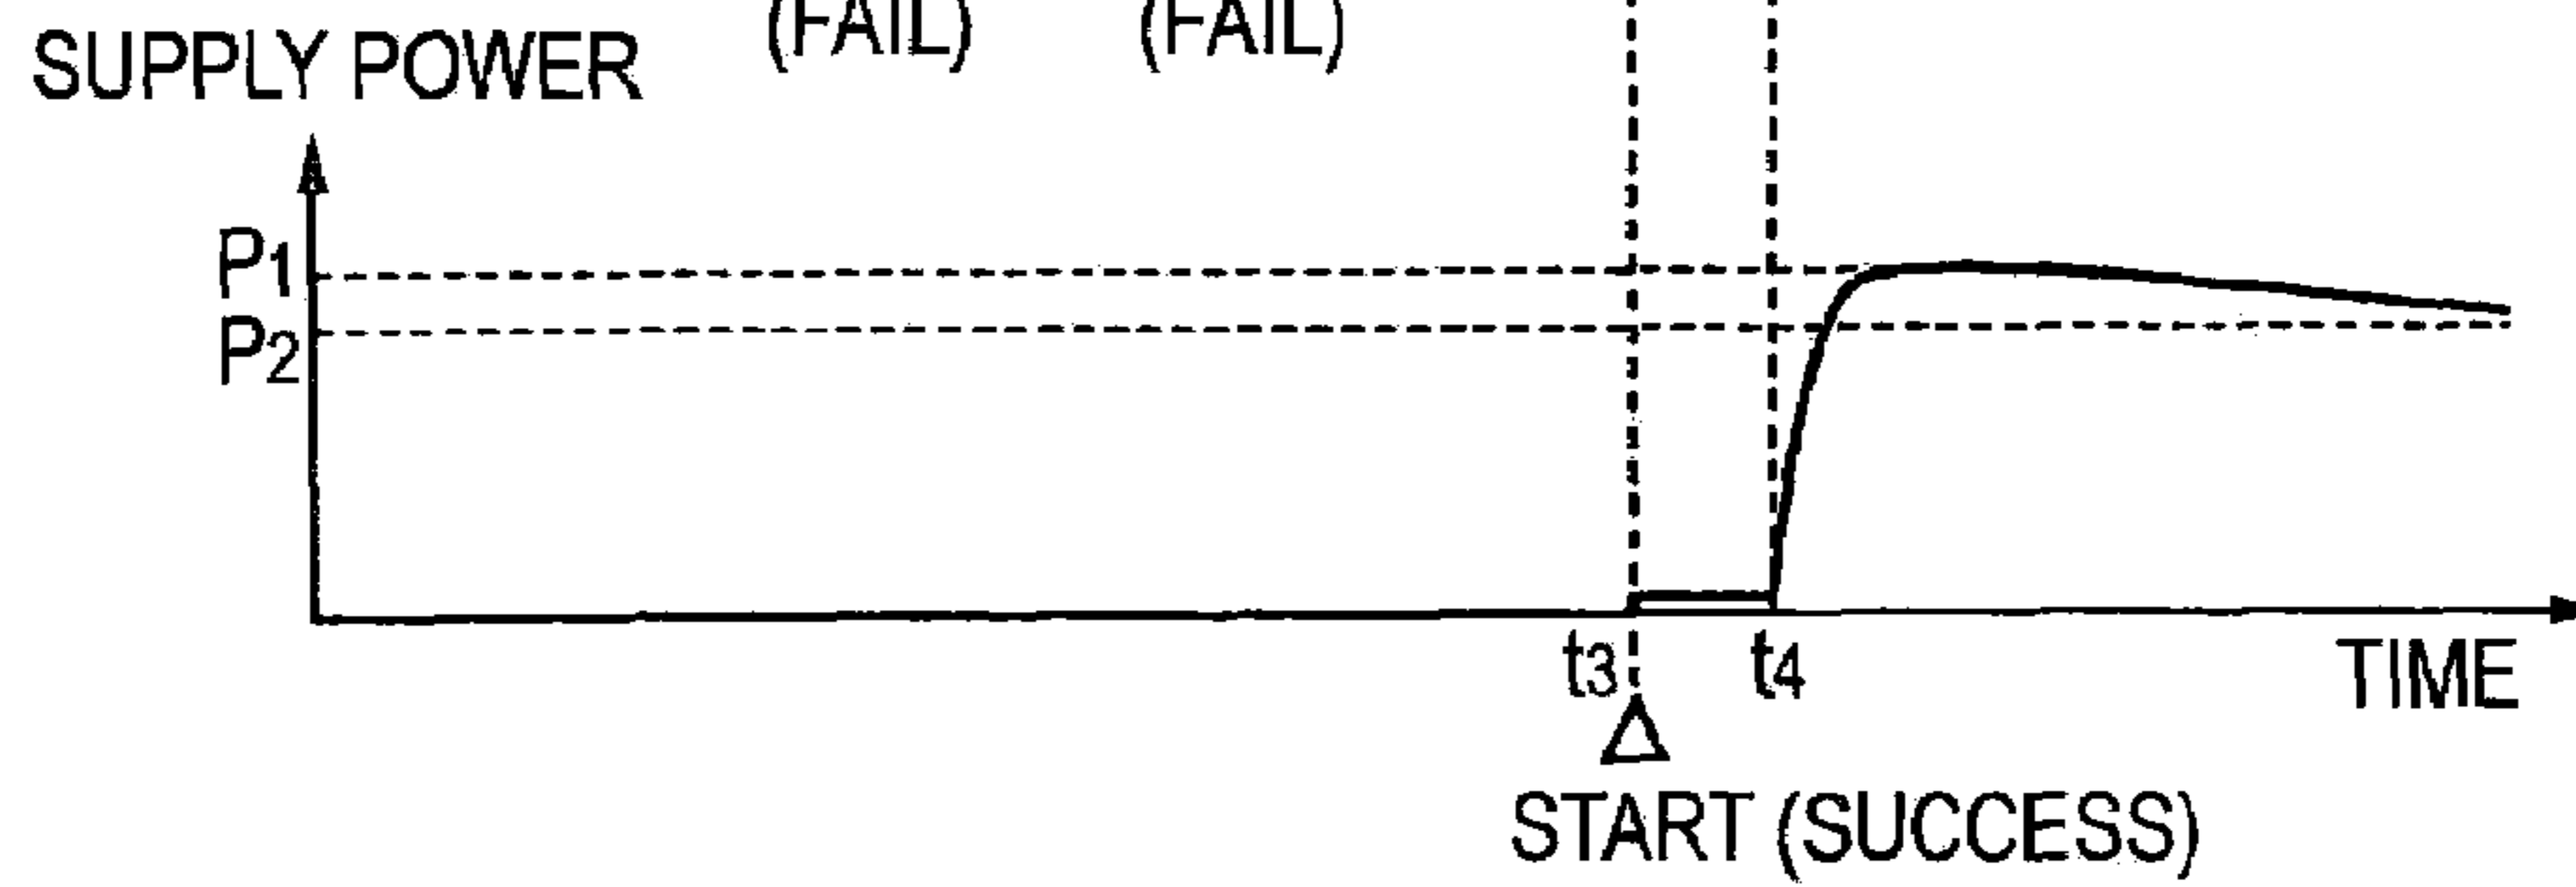 (FAIL) (FAIL)
SUPPLY POWER
P1
P2
t3 t4
TIME
START (SUCCESS)